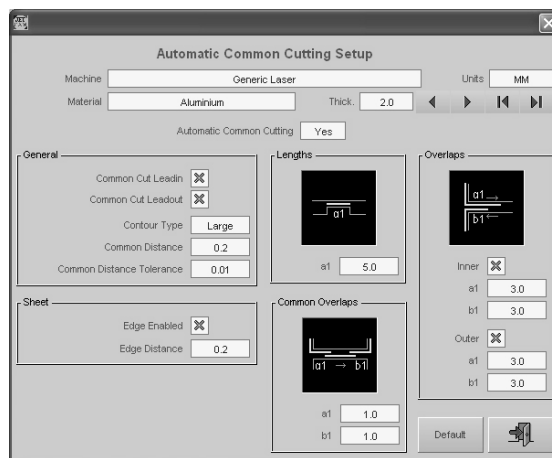 Automatic Common Cutting Setup
Machine Generic Laser Units MM
Material Aluminium Thick. 2.0
Automatic Common Cutting Yes
General
Common Cut Leadin
Common Cut Leadout
Contour Type Large
Common Distance 0.2
Common Distance Tolerance 0.01
Sheet
Edge Enabled
Edge Distance 0.2
Lengths
a1
a1 5.0
Common Overlaps
a1 → b1
a1 1.0
b1 1.0
Overlaps
a1 →
b1 ←
Inner
a1 3.0
b1 3.0
Outer
a1 3.0
b1 3.0
Default